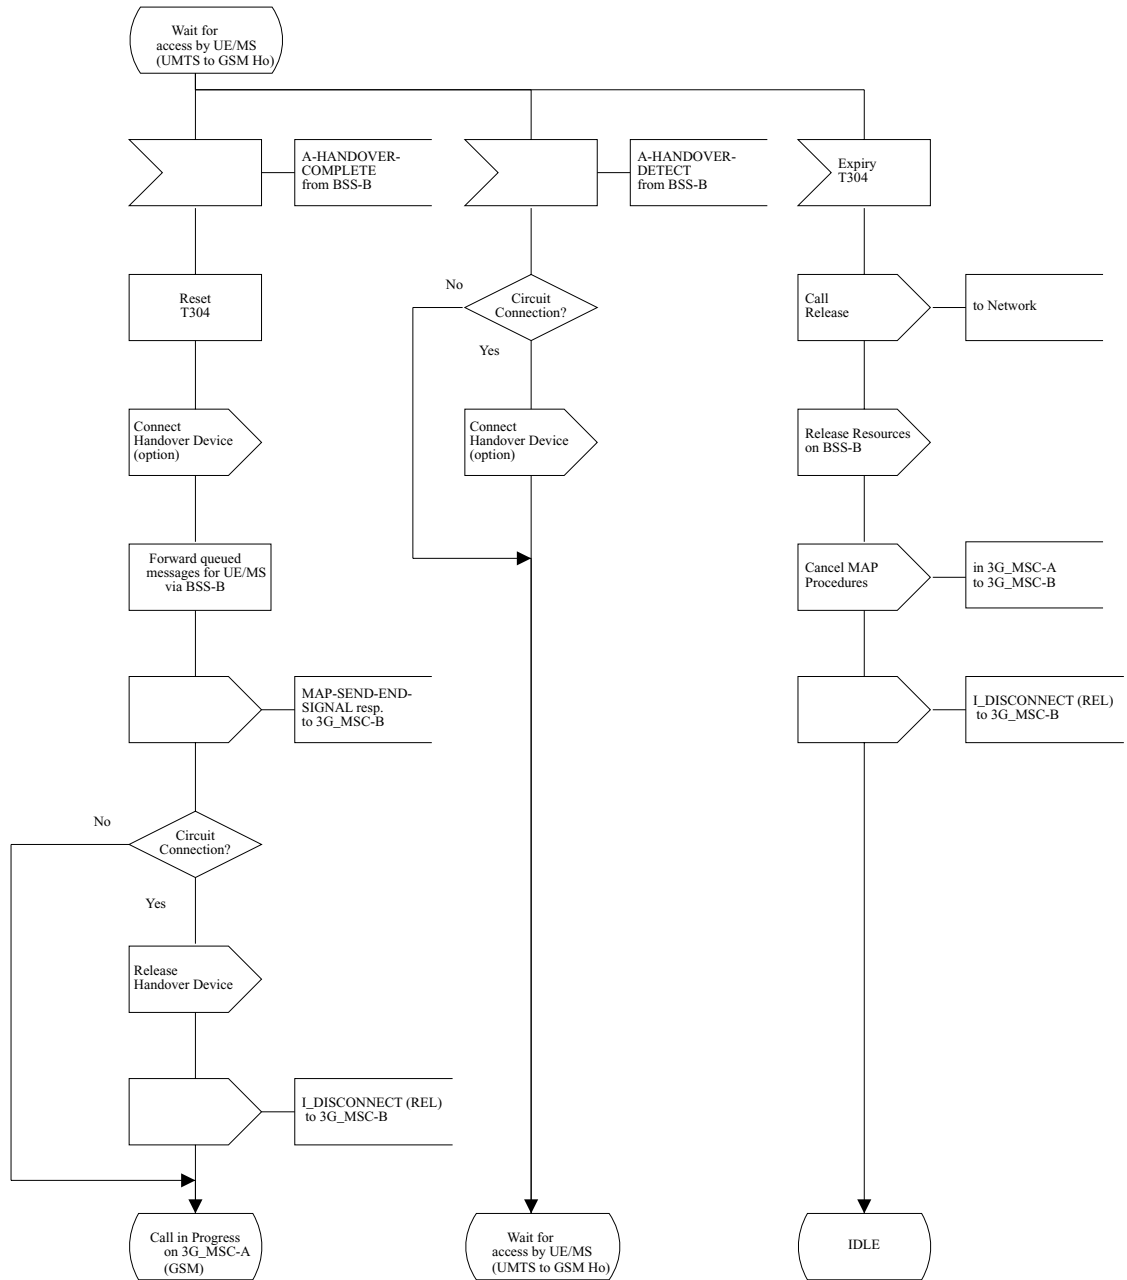 Wait for
access by UE/MS
(UMTS to GSM Ho)
A-HANDOVER-
COMPLETE
from BSS-B
A-HANDOVER-
DETECT
from BSS-B
Expiry
T304
Reset
T304
No
Circuit
Connection?
Yes
Call
Release
to Network
Connect
Handover Device
(option)
Connect
Handover Device
(option)
Release Resources
on BSS-B
Forward queued
messages for UE/MS
via BSS-B
Cancel MAP
Procedures
in 3G_MSC-A
to 3G_MSC-B
MAP-SEND-END-
SIGNAL resp.
to 3G_MSC-B
I_DISCONNECT (REL)
to 3G_MSC-B
No
Circuit
Connection?
Yes
Release
Handover Device
I_DISCONNECT (REL)
to 3G_MSC-B
Call in Progress
on 3G_MSC-A
(GSM)
Wait for
access by UE/MS
(UMTS to GSM Ho)
IDLE